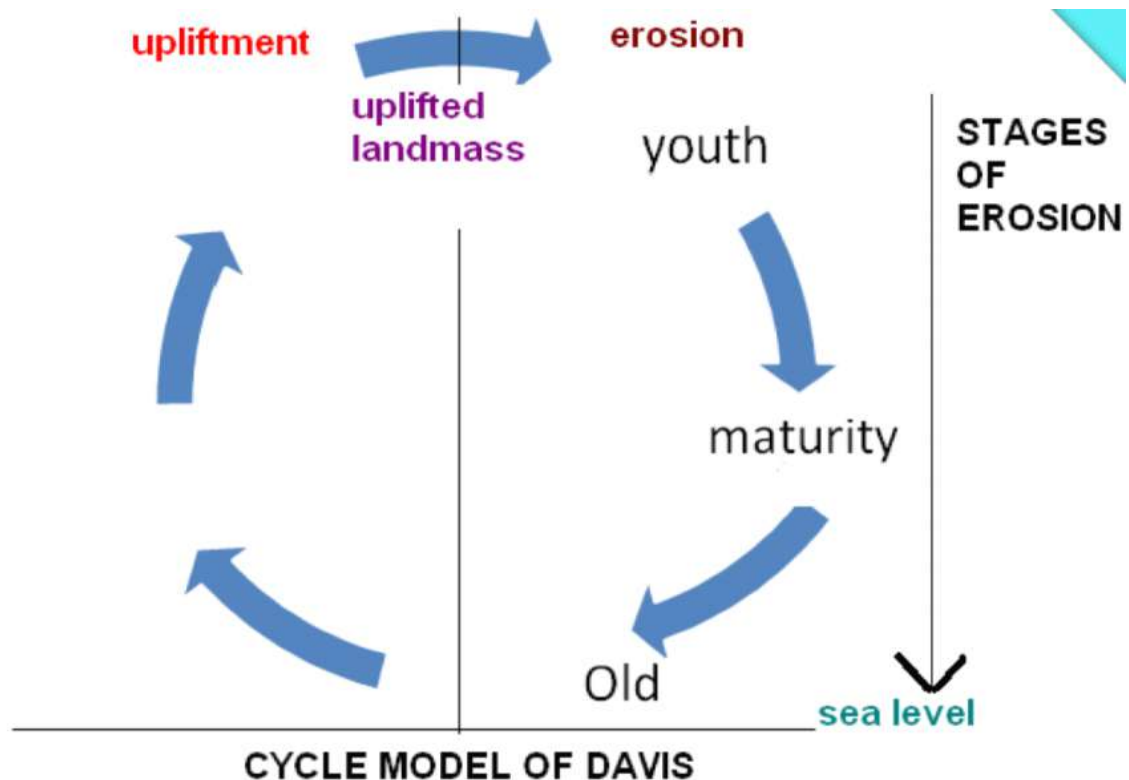 upliftment
erosion
uplifted
landmass
youth
STAGES
OF
EROSION
maturity
Old
sea level
CYCLE MODEL OF DAVIS